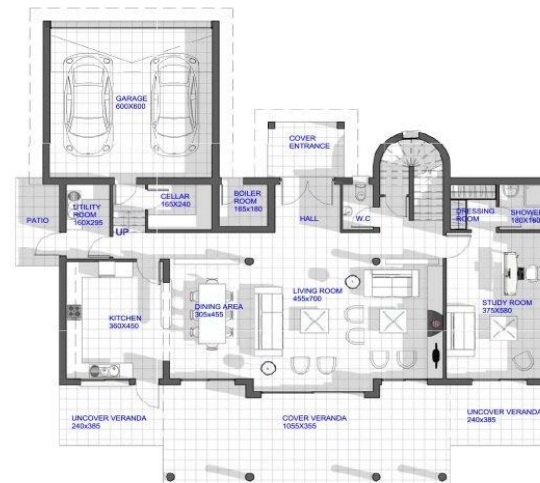 GARAGE
600X600
COVER
ENTRANCE
PATIO
UTILITY
ROOM
160X295
UP
CELLAR
165X240
BOILER
ROOM
165x180
HALL
W.C
DRESSING
ROOM
SHOWER
180X180
KITCHEN
360X450
DINING AREA
305x455
LIVING ROOM
455x700
STUDY ROOM
375X580
UNCOVER VERANDA
240x385
COVER VERANDA
1055X355
UNCOVER VERANDA
240x385